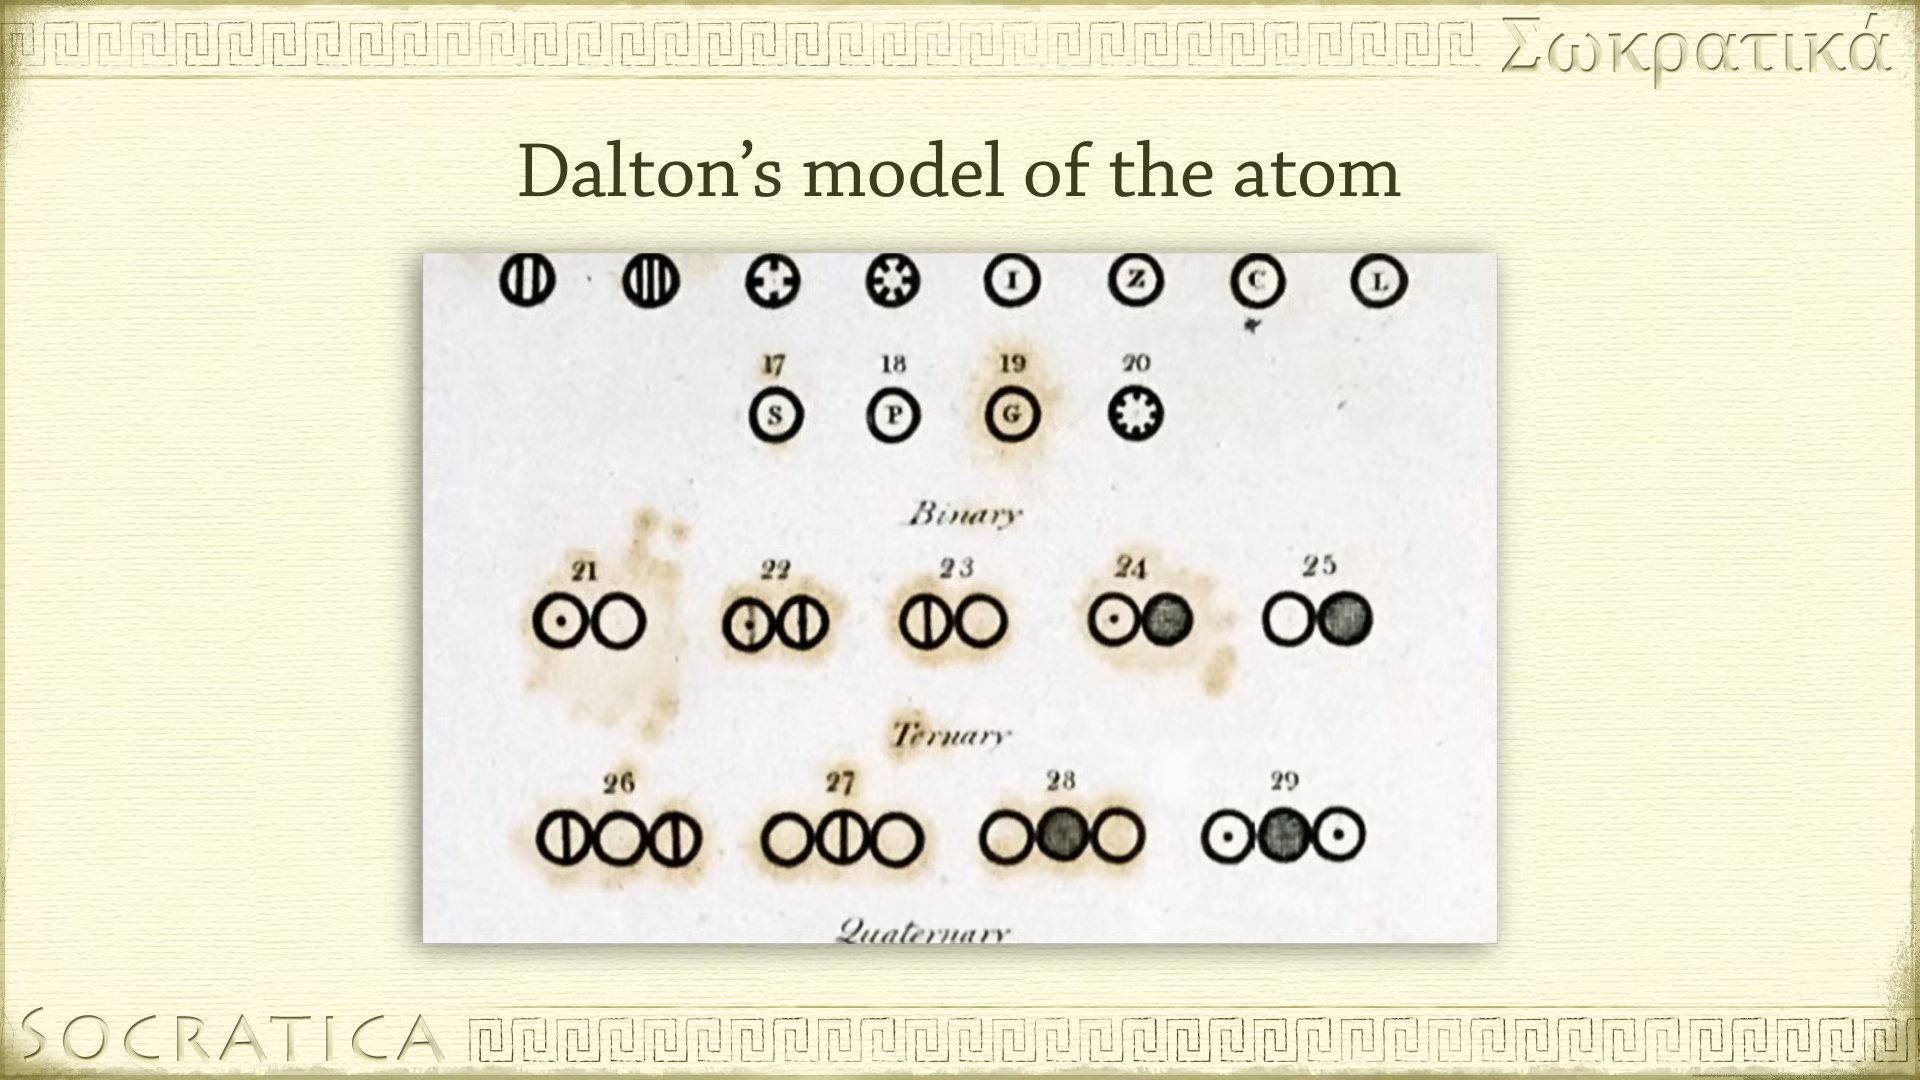 Σωκρατικά
Dalton’s model of the atom
I Z C L
17 18 19 20
S P G
Binary
21 22 23 24 25
Ternary
26 27 28 29
Quaternary
SOCRATICA